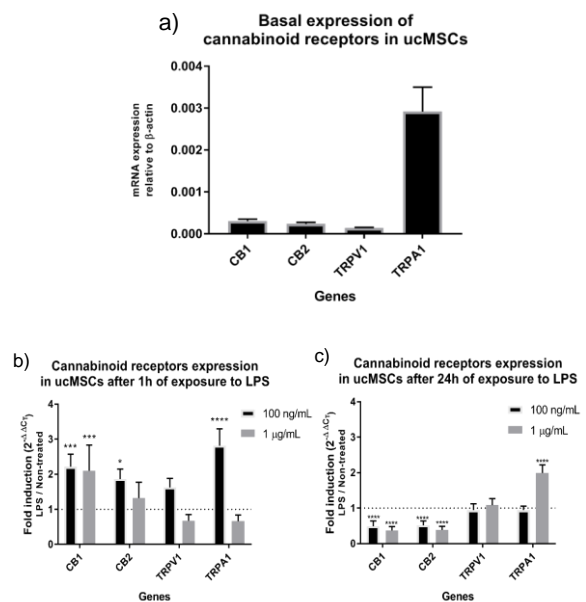 a)
Basal expression of
cannabinoid receptors in ucMSCs
mRNA expression
relative to β-actin
0.004
0.003
0.002
0.001
0.000
CB1
CB2
TRPV1
TRPA1
Genes
b)
Cannabinoid receptors expression
in ucMSCs after 1h of exposure to LPS
Fold induction (2^-Δ ΔCT)
LPS / Non-treated
4
3
2
1
0
***
***
*
****
100 ng/mL
1 µg/mL
CB1
CB2
TRPV1
TRPA1
Genes
c)
Cannabinoid receptors expression
in ucMSCs after 24h of exposure to LPS
Fold induction (2^-Δ ΔCT)
LPS / Non-treated
4
3
2
1
0
****
****
****
****
****
100 ng/mL
1 µg/mL
CB1
CB2
TRPV1
TRPA1
Genes